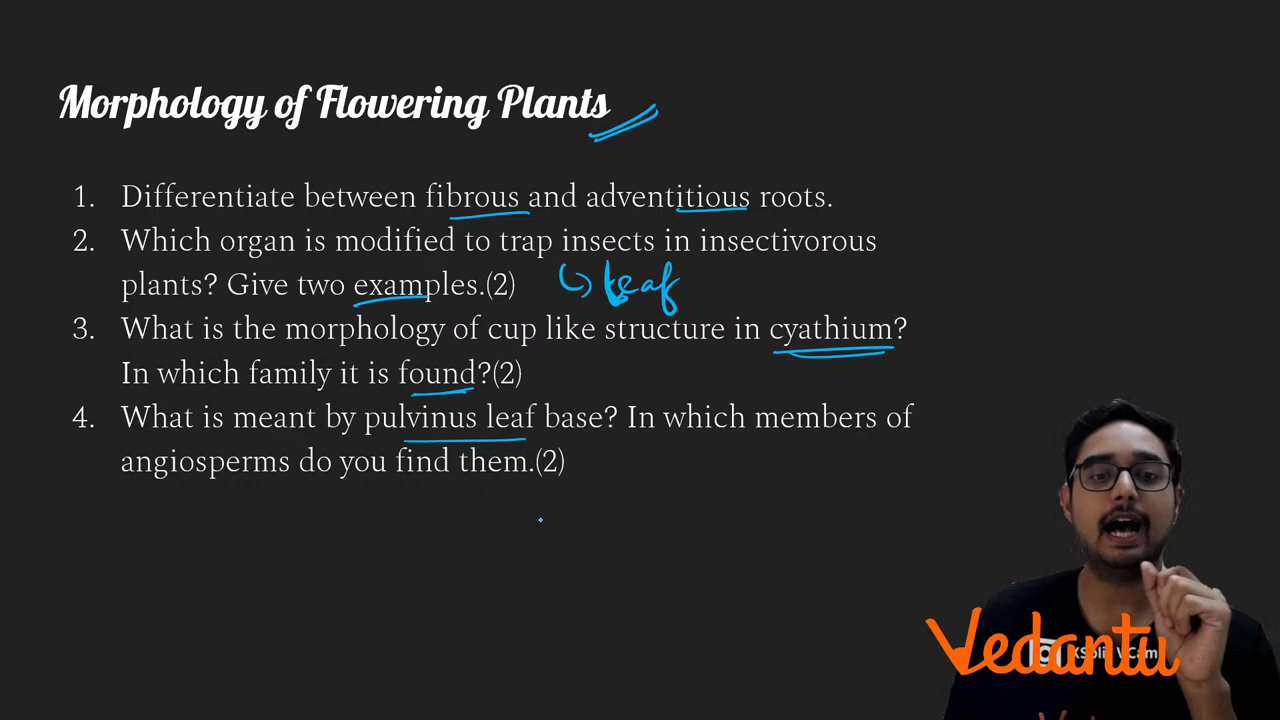 Morphology of Flowering Plants
1. Differentiate between fibrous and adventitious roots.
2. Which organ is modified to trap insects in insectivorous
plants? Give two examples.(2)
Leaf
3. What is the morphology of cup like structure in cyathium?
In which family it is found?(2)
4. What is meant by pulvinus leaf base? In which members of
angiosperms do you find them.(2)
Vedantu
XSplit VCam